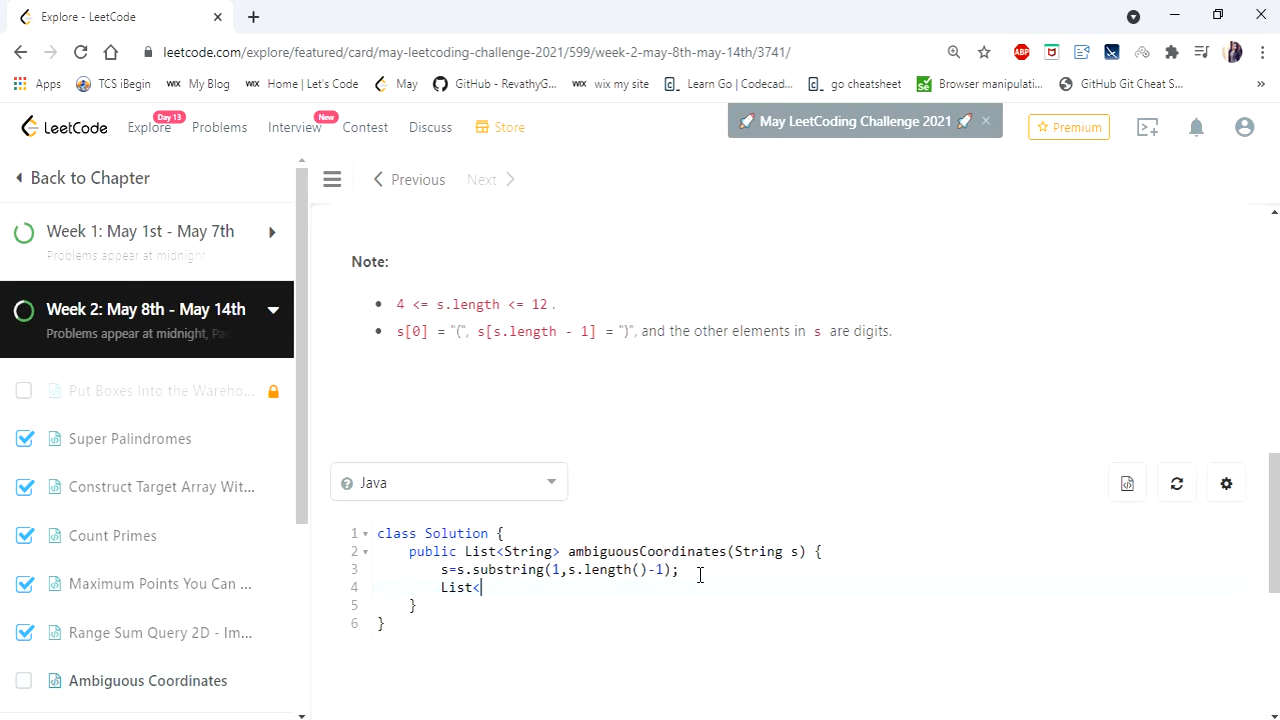 Explore - LeetCode
leetcode.com/explore/featured/card/may-leetcoding-challenge-2021/599/week-2-may-8th-may-14th/3741/
ABP
Apps TCS iBegin WiX My Blog WiX Home | Let's Code May GitHub - RevathyG... WiX wix my site Learn Go | Codecad... go cheatsheet Browser manipulati... GitHub Git Cheat S... »
LeetCode Explore Day 13 Problems Interview New Contest Discuss Store May LeetCoding Challenge 2021 Premium
Back to Chapter
Previous Next
Week 1: May 1st - May 7th
Problems appear at midnight
Week 2: May 8th - May 14th
Problems appear at midnight, Pac
Put Boxes Into the Wareho...
Super Palindromes
Construct Target Array Wit...
Count Primes
Maximum Points You Can ...
Range Sum Query 2D - Im...
Ambiguous Coordinates
Note:
4 <= s.length <= 12.
s[0] = "(", s[s.length - 1] = ")", and the other elements in s are digits.
Java
1 class Solution {
2 public List<String> ambiguousCoordinates(String s) {
3 s=s.substring(1,s.length()-1);
4 List<
5 }
6 }